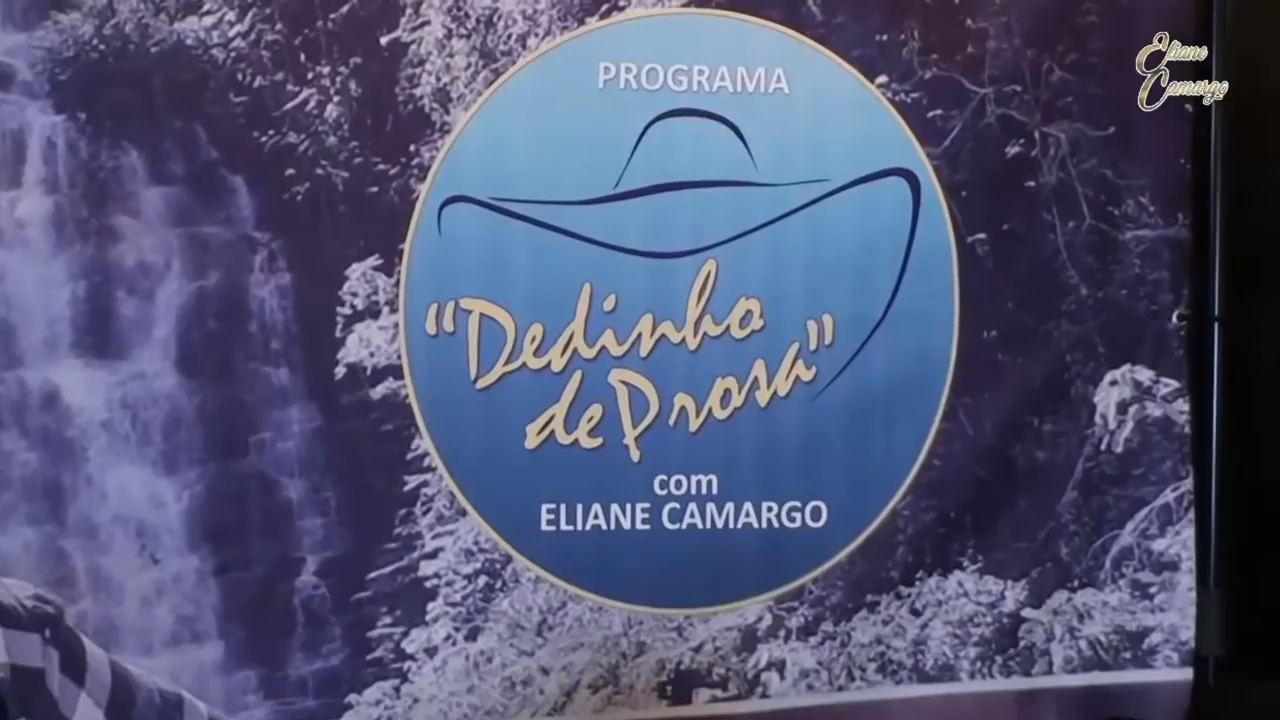 PROGRAMA
"Dedinho
de Prosa"
com
ELIANE CAMARGO
Eliane
Camargo